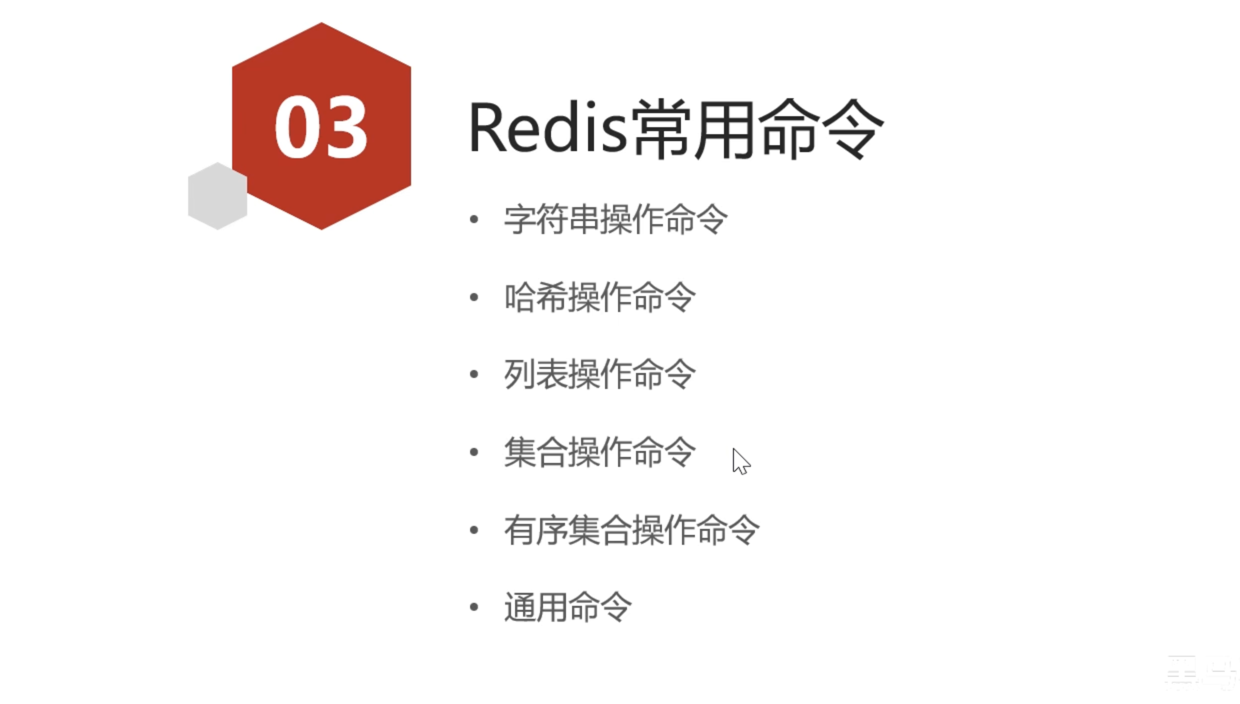 03
Redis常用命令
• 字符串操作命令
• 哈希操作命令
• 列表操作命令
• 集合操作命令
• 有序集合操作命令
• 通用命令